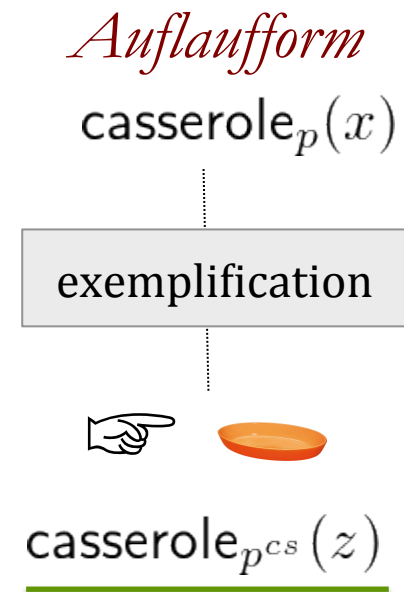 Auflaufform
casserole_p(x)
exemplification
casserole_{p^{cs}}(z)